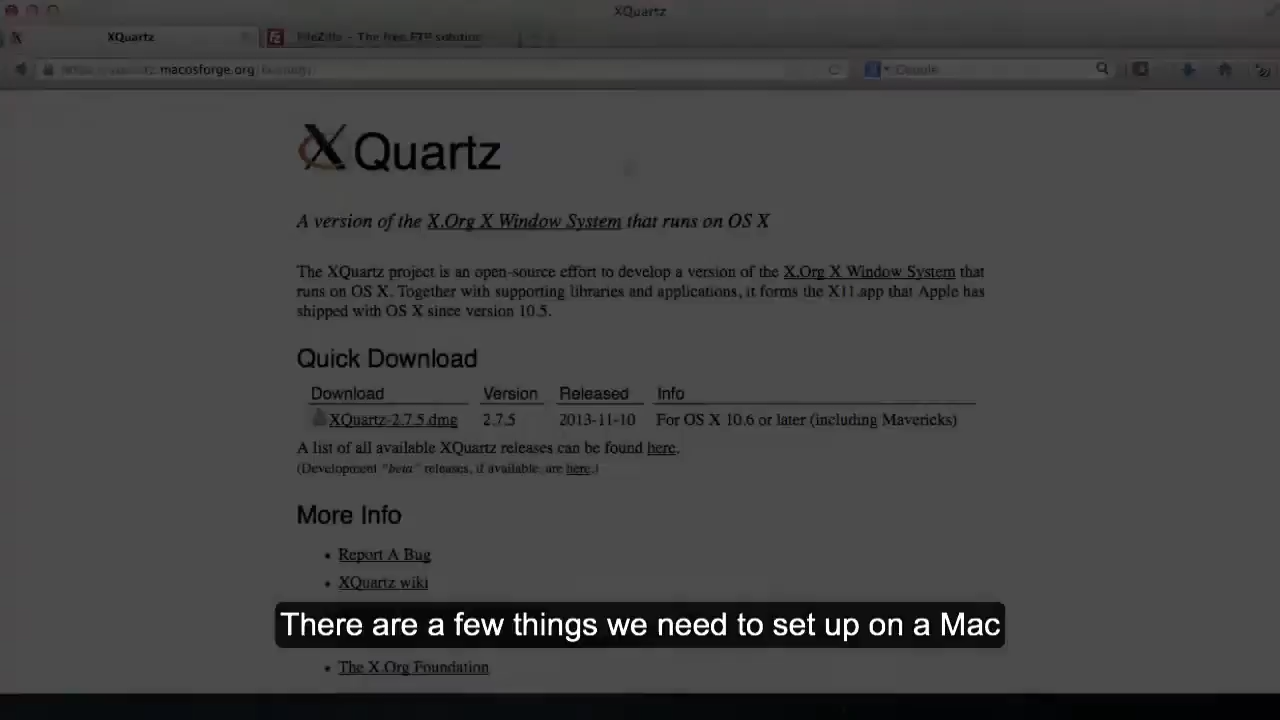 XQuartz
XQuartz
FileZilla - The free FTP solution
macosforge.org
Google
XQuartz
A version of the X.Org X Window System that runs on OS X
The XQuartz project is an open-source effort to develop a version of the X.Org X Window System that
runs on OS X. Together with supporting libraries and applications, it forms the X11.app that Apple has
shipped with OS X since version 10.5.
Quick Download
Download Version Released Info
XQuartz-2.7.5.dmg 2.7.5 2013-11-10 For OS X 10.6 or later (including Mavericks)
A list of all available XQuartz releases can be found here.
(Development "beta" releases, if available, are here.)
More Info
• Report A Bug
• XQuartz wiki
There are a few things we need to set up on a Mac
• The X.Org Foundation